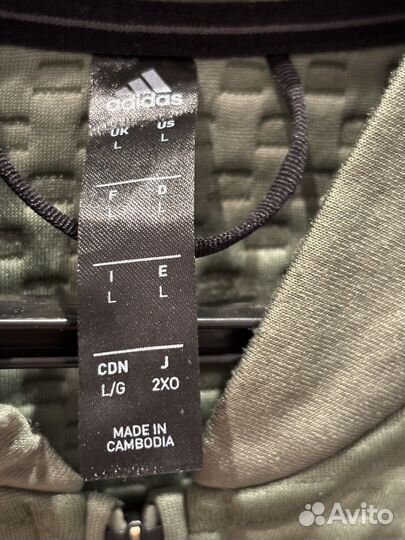 adidas
UK US
L L
F D
L L
I E
L L
CDN J
L/G 2XO
MADE IN
CAMBODIA
Avito